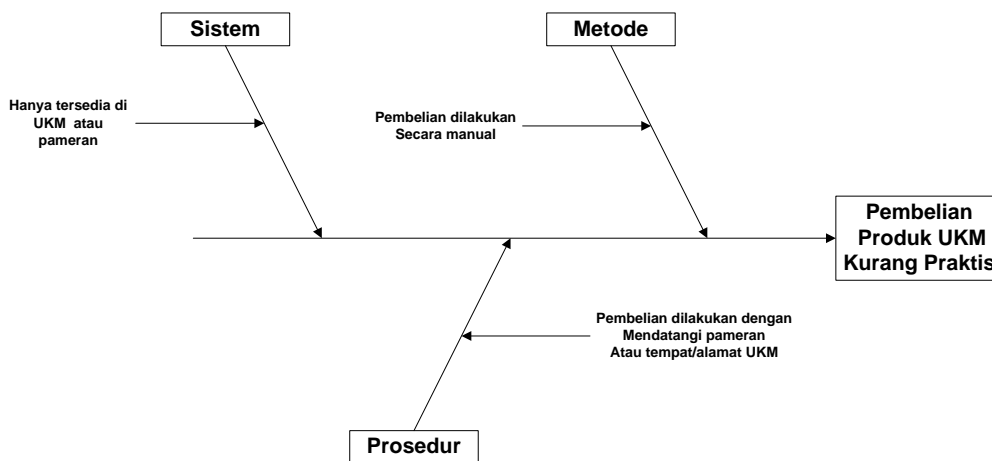 Sistem
Metode
Hanya tersedia di
UKM atau
pameran
Pembelian dilakukan
Secara manual
Pembelian
Produk UKM
Kurang Praktis
Pembelian dilakukan dengan
Mendatangi pameran
Atau tempat/alamat UKM
Prosedur